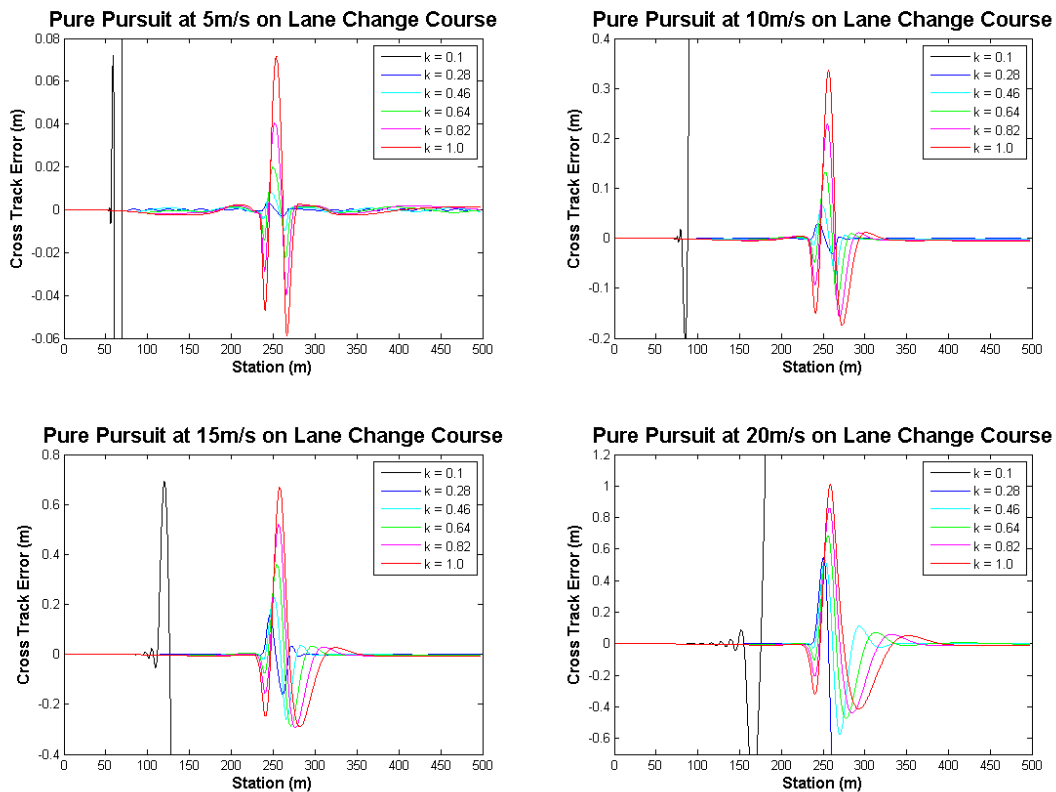 Pure Pursuit at 5m/s on Lane Change Course
Cross Track Error (m)
0.08
0.06
0.04
0.02
0
-0.02
-0.04
-0.06
0 50 100 150 200 250 300 350 400 450 500
Station (m)
k = 0.1
k = 0.28
k = 0.46
k = 0.64
k = 0.82
k = 1.0
Pure Pursuit at 10m/s on Lane Change Course
Cross Track Error (m)
0.4
0.3
0.2
0.1
0
-0.1
-0.2
0 50 100 150 200 250 300 350 400 450 500
Station (m)
k = 0.1
k = 0.28
k = 0.46
k = 0.64
k = 0.82
k = 1.0
Pure Pursuit at 15m/s on Lane Change Course
Cross Track Error (m)
0.8
0.6
0.4
0.2
0
-0.2
-0.4
0 50 100 150 200 250 300 350 400 450 500
Station (m)
k = 0.1
k = 0.28
k = 0.46
k = 0.64
k = 0.82
k = 1.0
Pure Pursuit at 20m/s on Lane Change Course
Cross Track Error (m)
1.2
1
0.8
0.6
0.4
0.2
0
-0.2
-0.4
-0.6
0 50 100 150 200 250 300 350 400 450 500
Station (m)
k = 0.1
k = 0.28
k = 0.46
k = 0.64
k = 0.82
k = 1.0